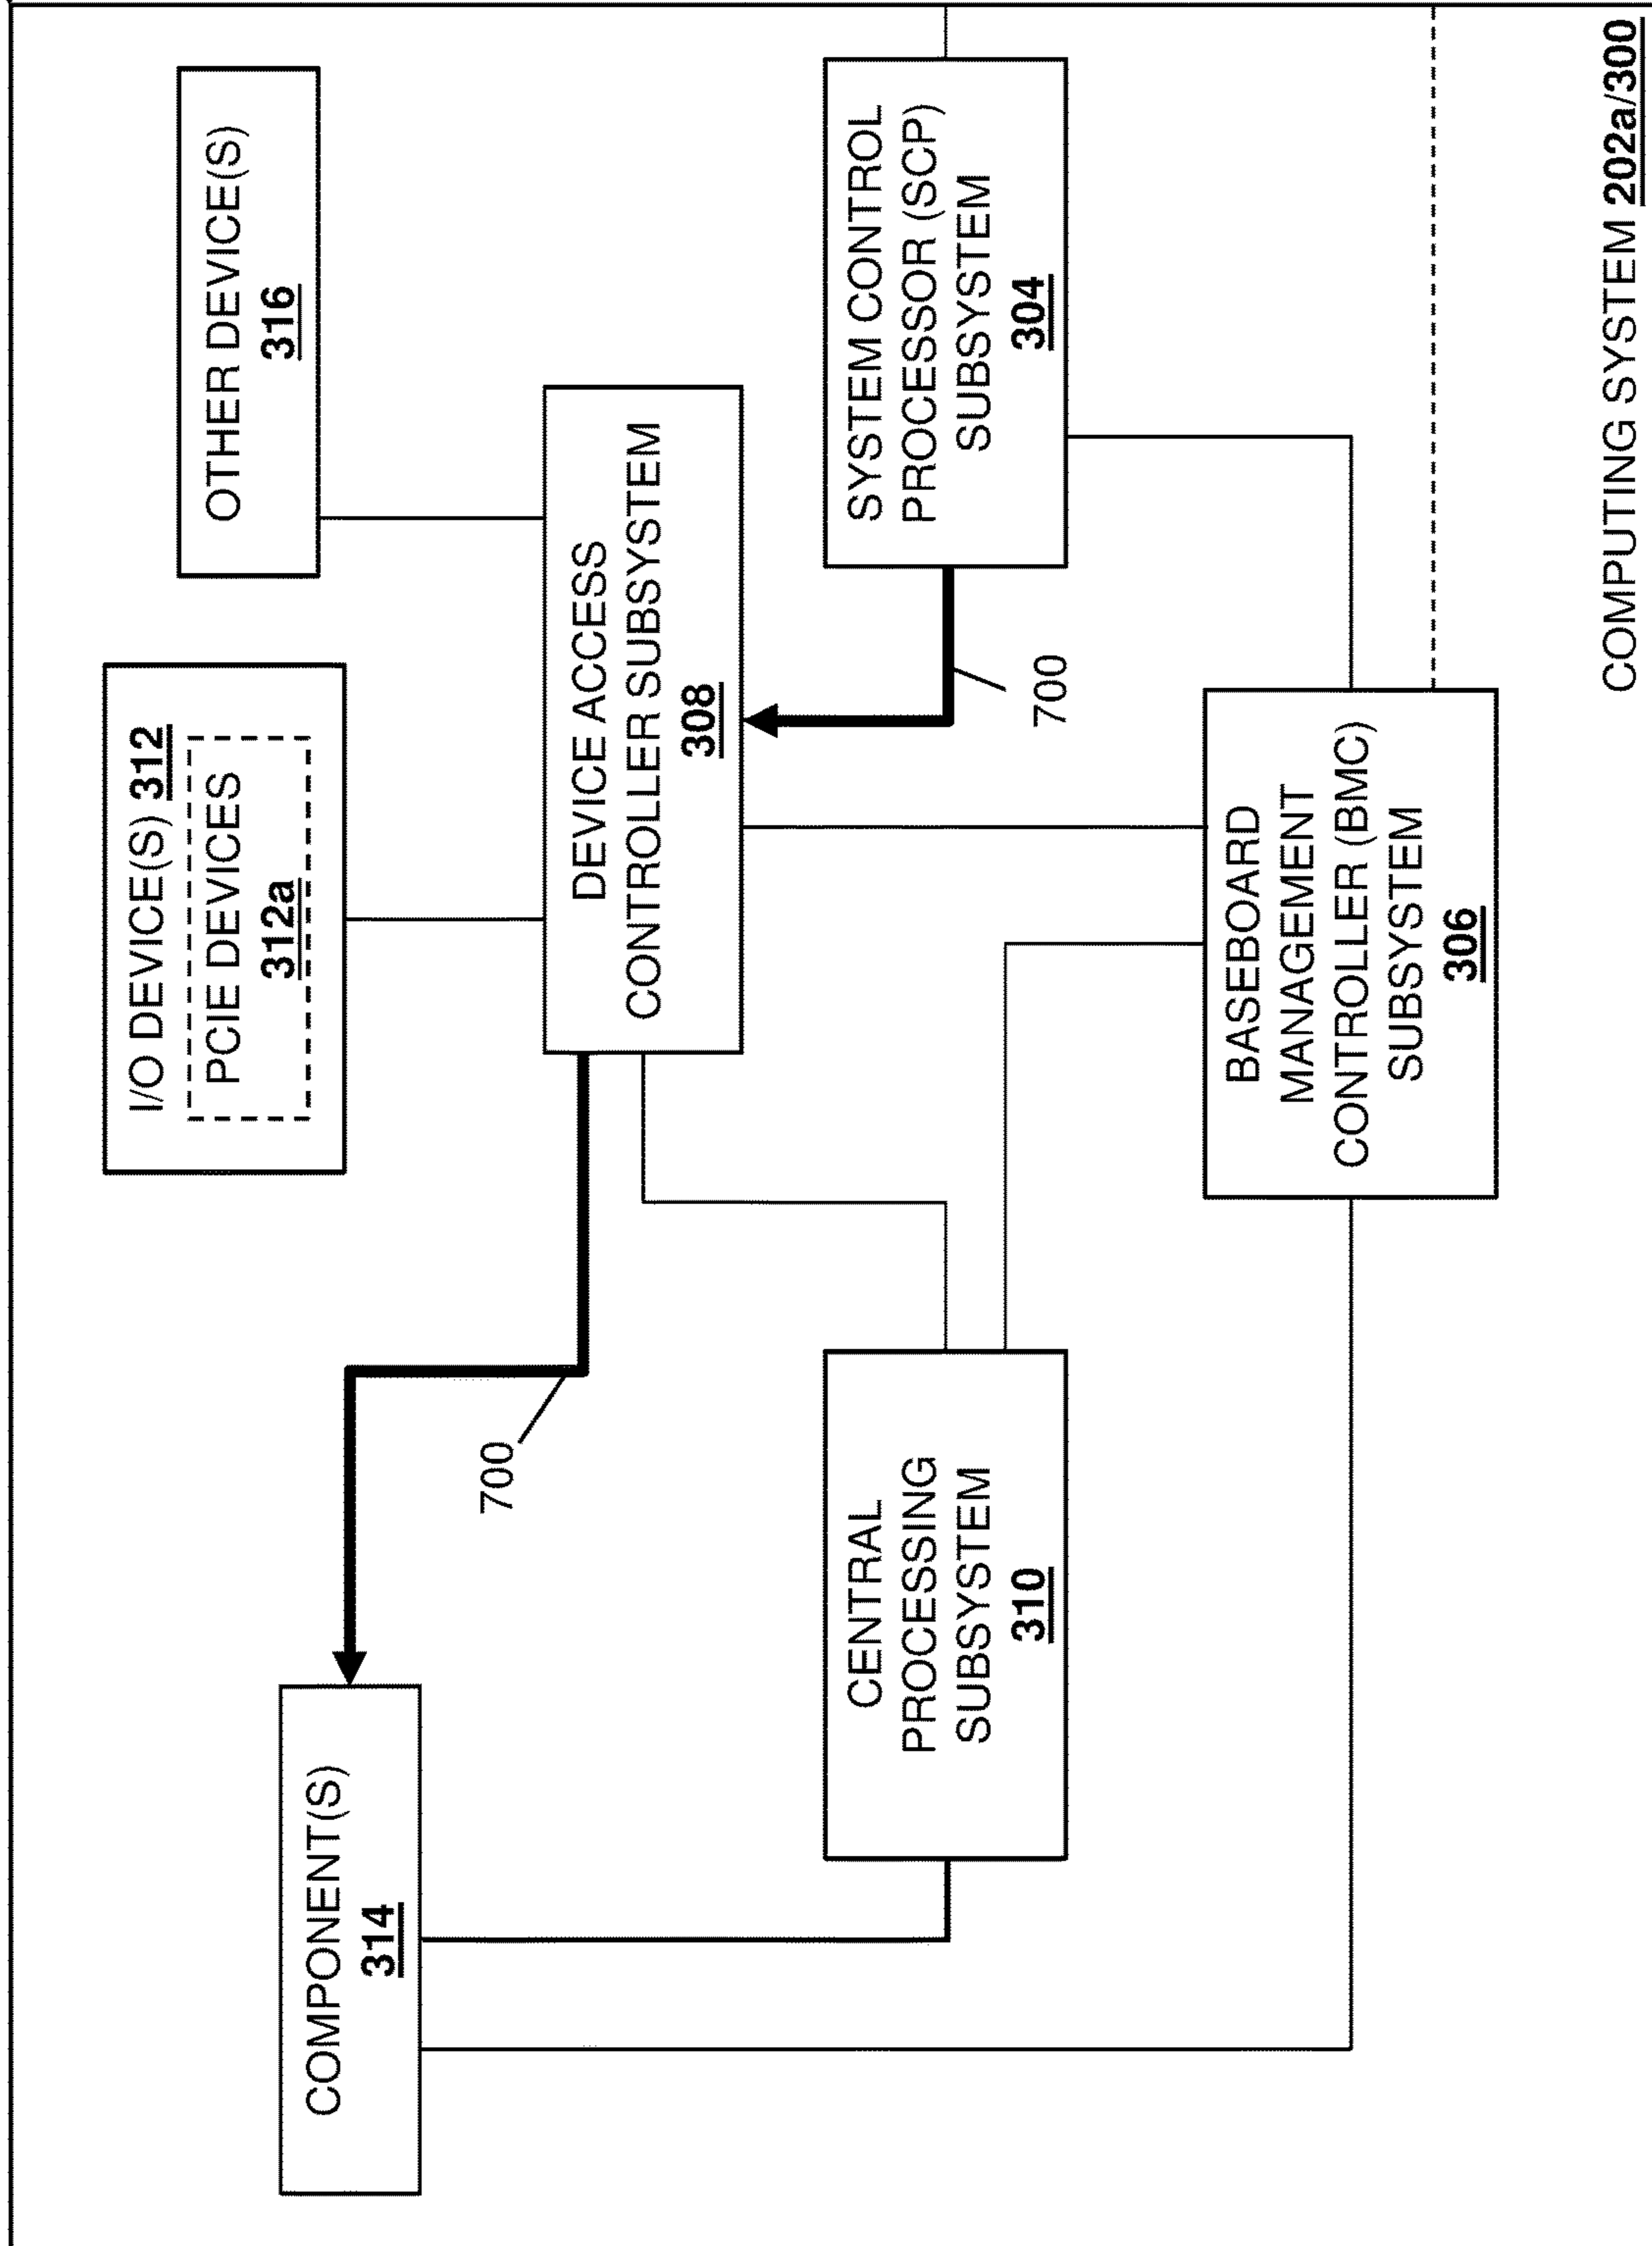 COMPONENT(S)
314
I/O DEVICE(S) 312
PCIE DEVICES
312a
OTHER DEVICE(S)
316
700
DEVICE ACCESS
CONTROLLER SUBSYSTEM
308
CENTRAL
PROCESSING
SUBSYSTEM
310
SYSTEM CONTROL
PROCESSOR (SCP)
SUBSYSTEM
304
700
BASEBOARD
MANAGEMENT
CONTROLLER (BMC)
SUBSYSTEM
306
COMPUTING SYSTEM 202a/300